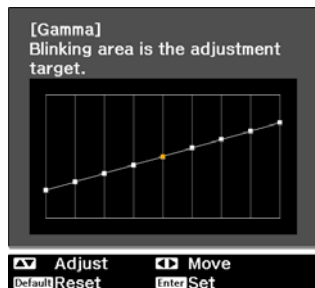 [Gamma]
Blinking area is the adjustment
target.
Adjust Move
Default Reset Enter Set